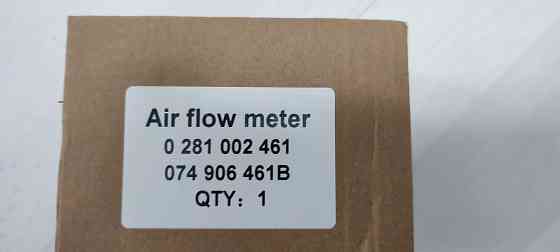 Air flow meter
0 281 002 461
074 906 461B
QTY：1